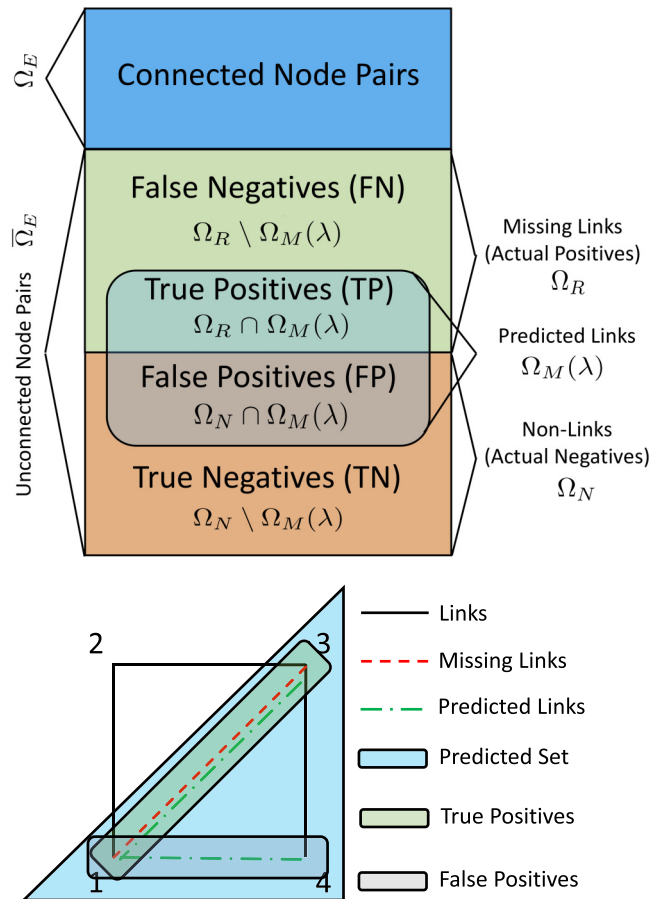 Ω_E
Connected Node Pairs
Unconnected Node Pairs Ω̅_E
False Negatives (FN)
Ω_R \ Ω_M(λ)
True Positives (TP)
Ω_R ∩ Ω_M(λ)
False Positives (FP)
Ω_N ∩ Ω_M(λ)
True Negatives (TN)
Ω_N \ Ω_M(λ)
Missing Links
(Actual Positives)
Ω_R
Predicted Links
Ω_M(λ)
Non-Links
(Actual Negatives)
Ω_N
2
3
1
4
Links
Missing Links
Predicted Links
Predicted Set
True Positives
False Positives